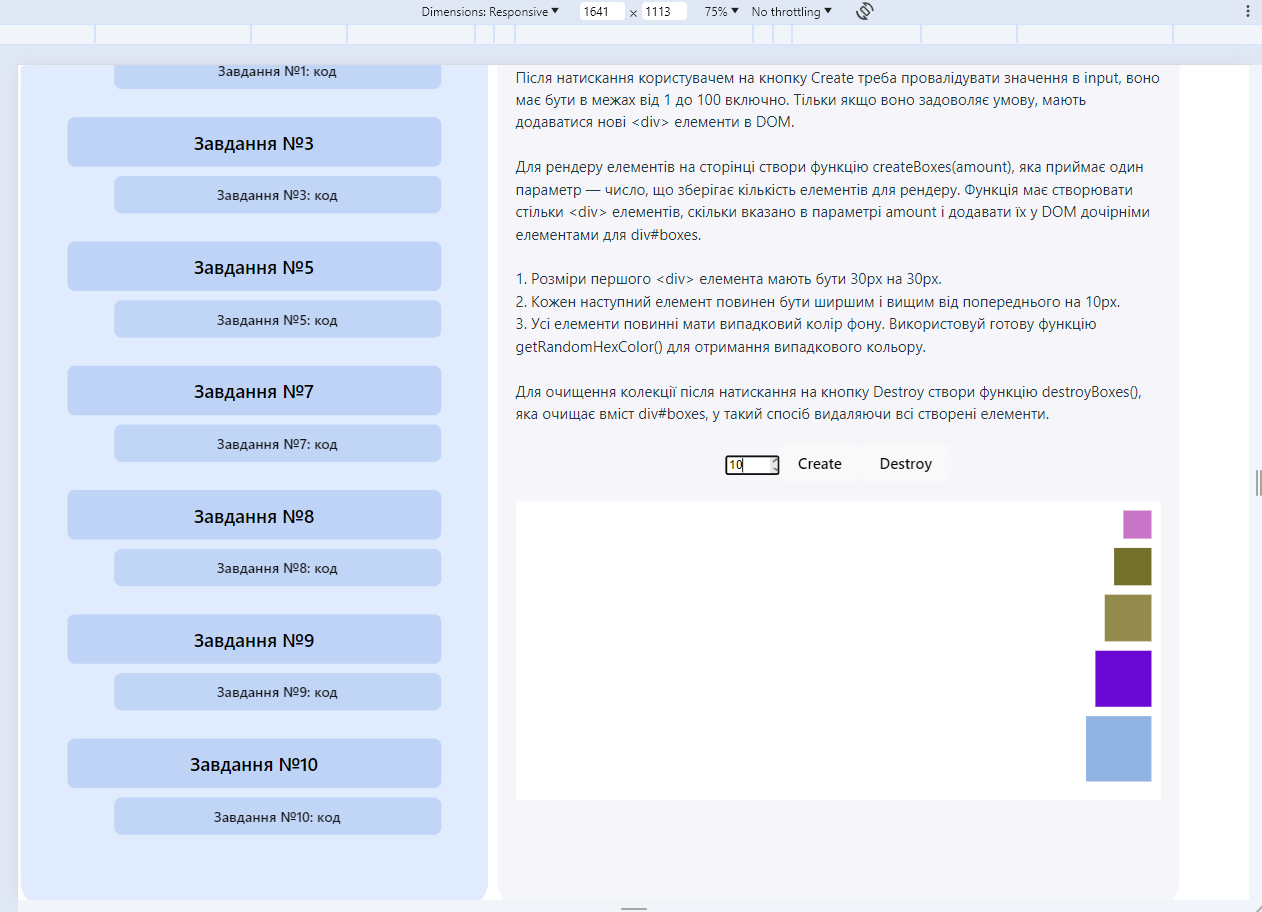 Dimensions: Responsive 1641 × 1113 75% No throttling
Завдання №1: код
Завдання №3
Завдання №3: код
Завдання №5
Завдання №5: код
Завдання №7
Завдання №7: код
Завдання №8
Завдання №8: код
Завдання №9
Завдання №9: код
Завдання №10
Завдання №10: код
Після натискання користувачем на кнопку Create треба провалідувати значення в input, воно
має бути в межах від 1 до 100 включно. Тільки якщо воно задоволяє умову, мають
додаватися нові <div> елементи в DOM.
Для рендеру елементів на сторінці створи функцію createBoxes(amount), яка приймає один
параметр — число, що зберігає кількість елементів для рендеру. Функція має створювати
стільки <div> елементів, скільки вказано в параметрі amount і додавати їх у DOM дочірніми
елементами для div#boxes.
1. Розміри першого <div> елемента мають бути 30px на 30px.
2. Кожен наступний елемент повинен бути ширшим і вищим від попереднього на 10px.
3. Усі елементи повинні мати випадковий колір фону. Використовуй готову функцію
getRandomHexColor() для отримання випадкового кольору.
Для очищення колекції після натискання на кнопку Destroy створи функцію destroyBoxes(),
яка очищає вміст div#boxes, у такий спосіб видаляючи всі створені елементи.
10 Create Destroy